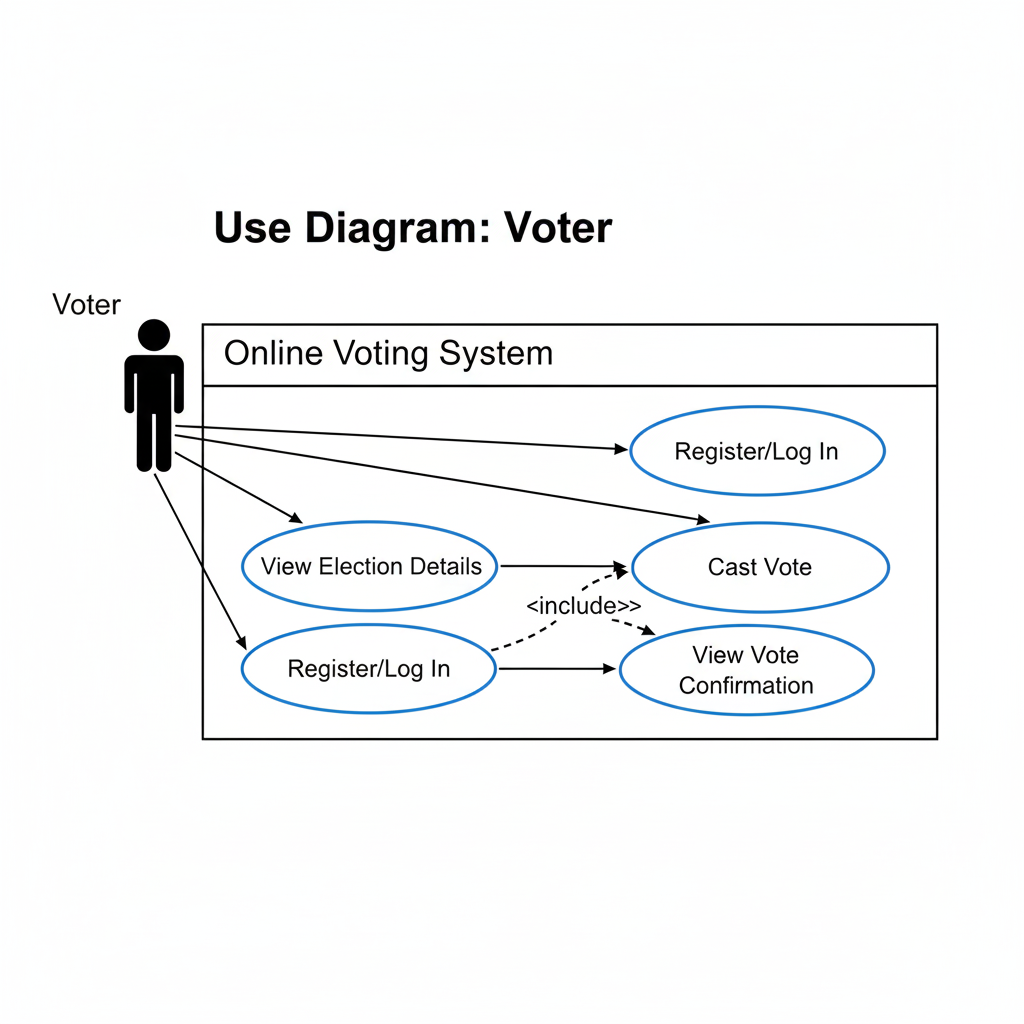 Use Diagram: Voter
Voter
Online Voting System
Register/Log In
View Election Details
Cast Vote
<include>>
Register/Log In
View Vote
Confirmation